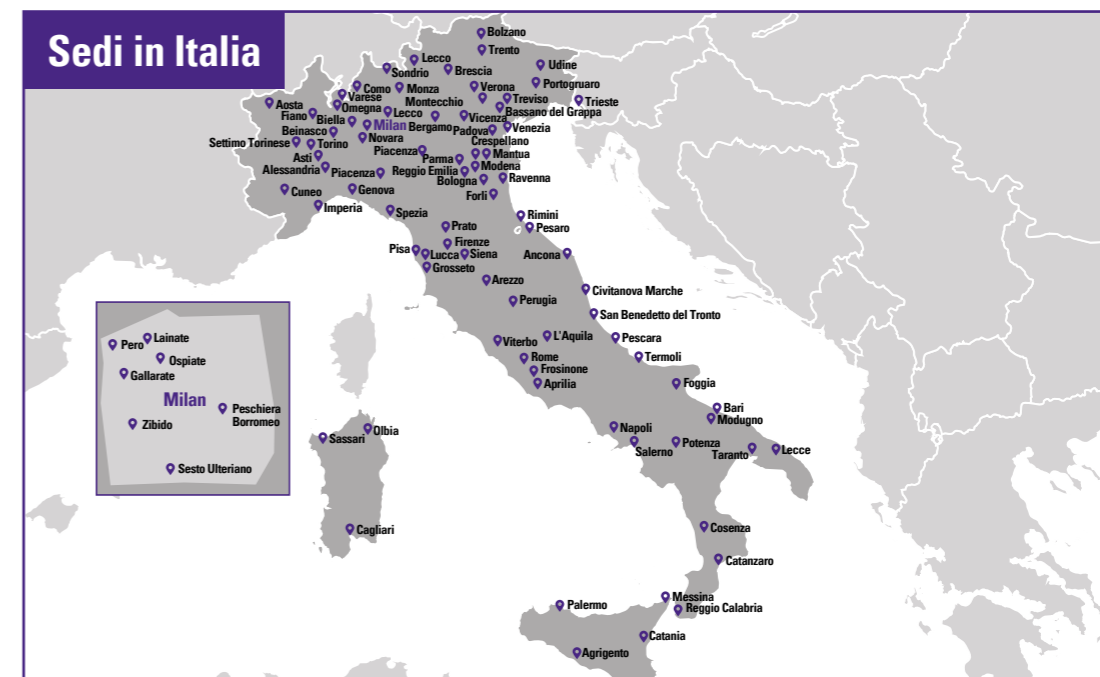 Sedi in Italia
Bolzano
Trento
Lecco
Udine
Sondrio
Brescia
Portogruaro
Como
Monza
Verona
Varese
Montecchio
Treviso
Trieste
Aosta
Omegna
Bassano del Grappa
Fiano
Lecco
Vicenza
Biella
Milan
Bergamo
Padova
Venezia
Beinasco
Novara
Crespellano
Settimo Torinese
Torino
Piacenza
Mantua
Asti
Parma
Modena
Alessandria
Piacenza
Reggio Emilia
Bologna
Ravenna
Cuneo
Genova
Forli
Imperia
Spezia
Rimini
Prato
Pesaro
Firenze
Pisa
Lucca
Siena
Ancona
Grosseto
Arezzo
Civitanova Marche
Perugia
San Benedetto del Tronto
Viterbo
L'Aquila
Pescara
Rome
Termoli
Frosinone
Aprilia
Foggia
Bari
Modugno
Napoli
Salerno
Potenza
Taranto
Lecce
Lainate
Pero
Ospiate
Gallarate
Milan
Peschiera
Borromeo
Zibido
Sesto Ulteriano
Olbia
Sassari
Cagliari
Cosenza
Catanzaro
Messina
Palermo
Reggio Calabria
Catania
Agrigento